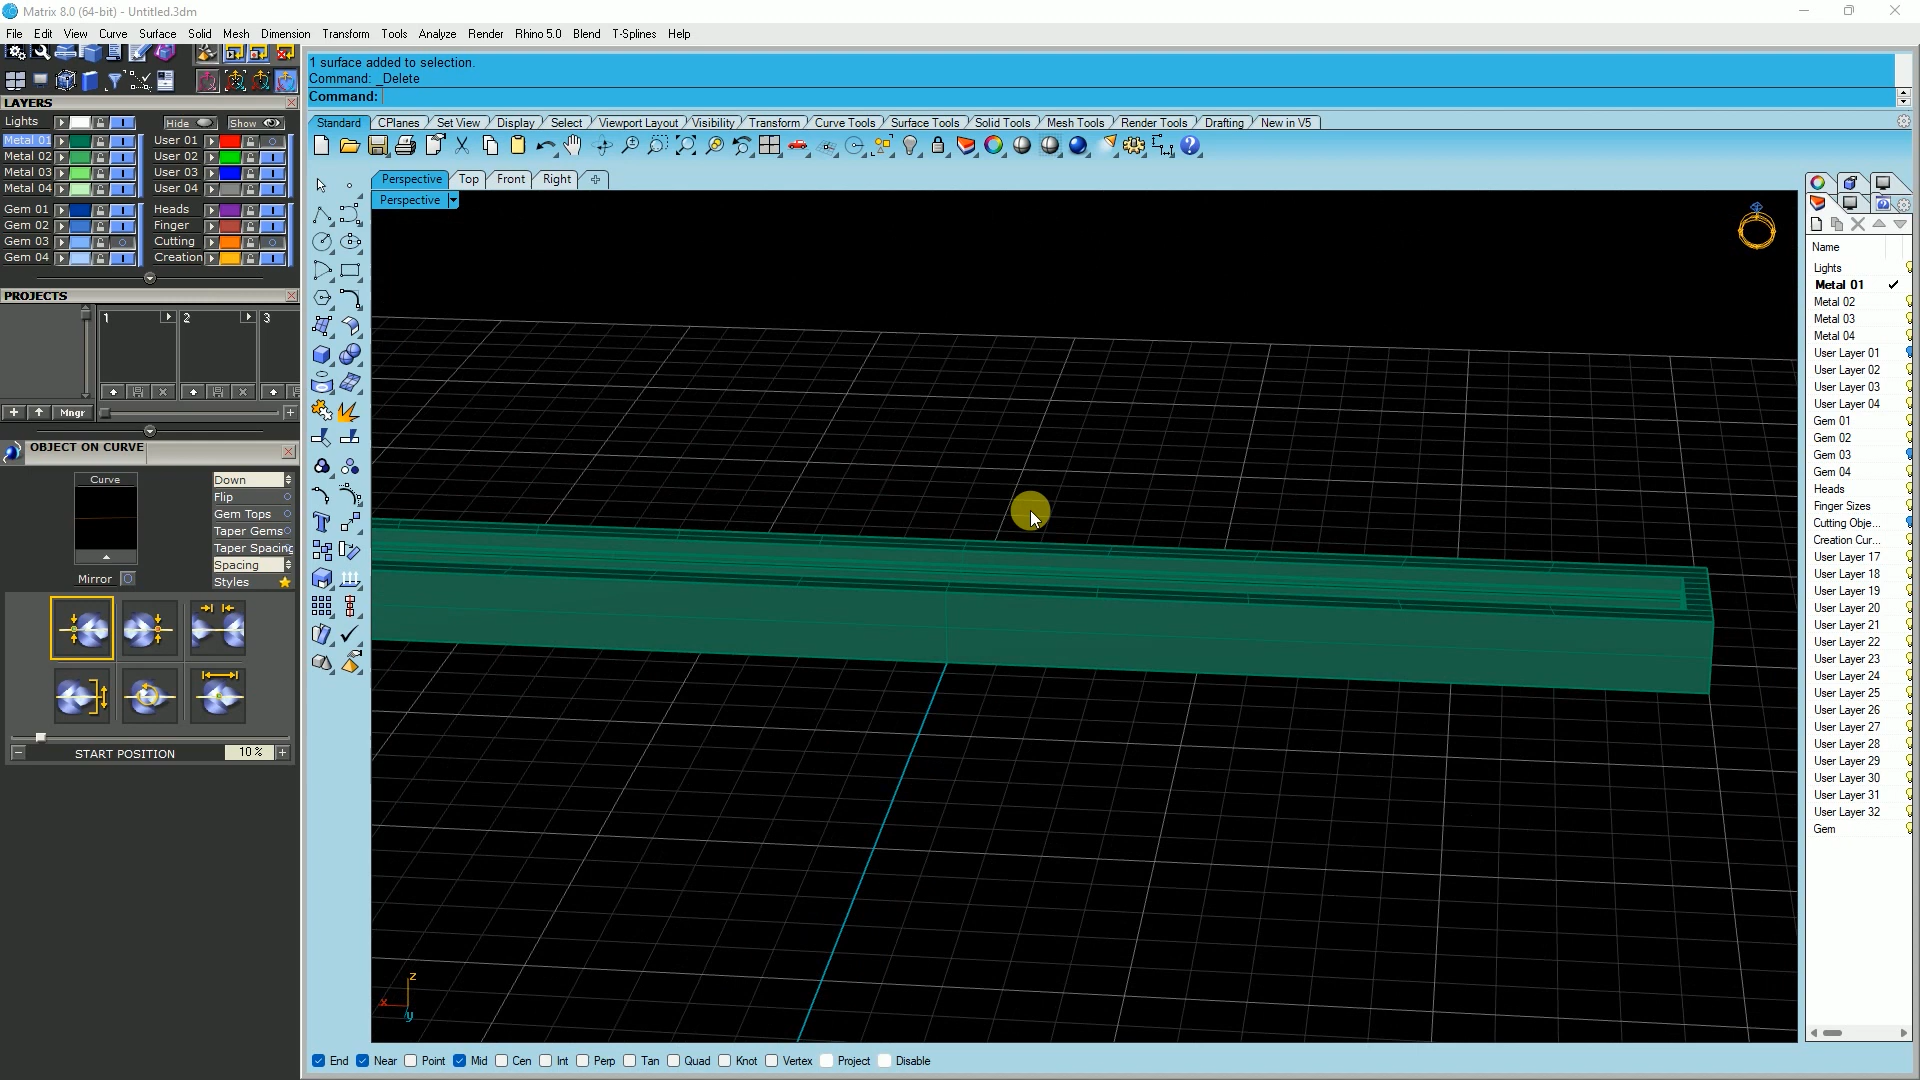 Matrix 8.0 (64-bit) - Untitled.3dm
File Edit View Curve Surface Solid Mesh Dimension Transform Tools Analyze Render Rhino 5.0 Blend T-Splines Help
1 surface added to selection.
Command: _Delete
Command:
Standard CPlanes Set View Display Select Viewport Layout Visibility Transform Curve Tools Surface Tools Solid Tools Mesh Tools Render Tools Drafting New in V5
LAYERS
Lights Hide Show
Metal 01 User 01
Metal 02 User 02
Metal 03 User 03
Metal 04 User 04
Gem 01 Heads
Gem 02 Finger
Gem 03 Cutting
Gem 04 Creation
PROJECTS
1 2 3
Mngr
OBJECT ON CURVE
Curve
Down
Flip
Gem Tops
Taper Gems
Taper Spacing
Spacing
Mirror
Styles
START POSITION 10 %
Perspective Top Front Right
Perspective
z
x
y
Name
Lights
Metal 01
Metal 02
Metal 03
Metal 04
User Layer 01
User Layer 02
User Layer 03
User Layer 04
Gem 01
Gem 02
Gem 03
Gem 04
Heads
Finger Sizes
Cutting Obje...
Creation Cur...
User Layer 17
User Layer 18
User Layer 19
User Layer 20
User Layer 21
User Layer 22
User Layer 23
User Layer 24
User Layer 25
User Layer 26
User Layer 27
User Layer 28
User Layer 29
User Layer 30
User Layer 31
User Layer 32
Gem
End Near Point Mid Cen Int Perp Tan Quad Knot Vertex Project Disable